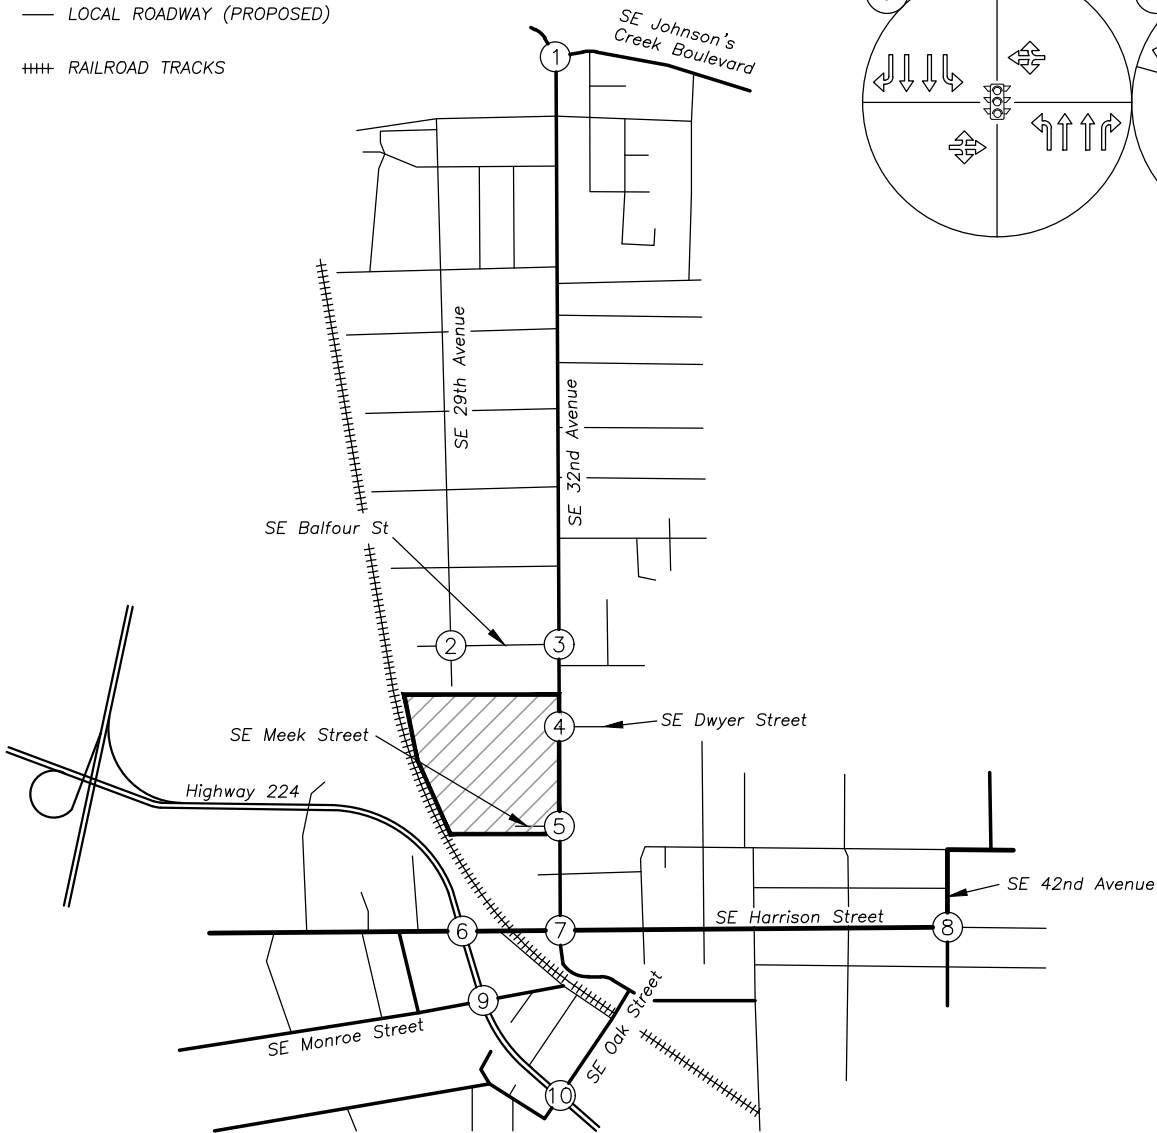 LOCAL ROADWAY (PROPOSED)
RAILROAD TRACKS
SE Johnson's
Creek Boulevard
1
SE 29th Avenue
SE 32nd Avenue
SE Balfour St
2
3
4
SE Dwyer Street
SE Meek Street
Highway 224
5
SE 42nd Avenue
SE Harrison Street
6
7
8
9
SE Monroe Street
SE Oak Street
10